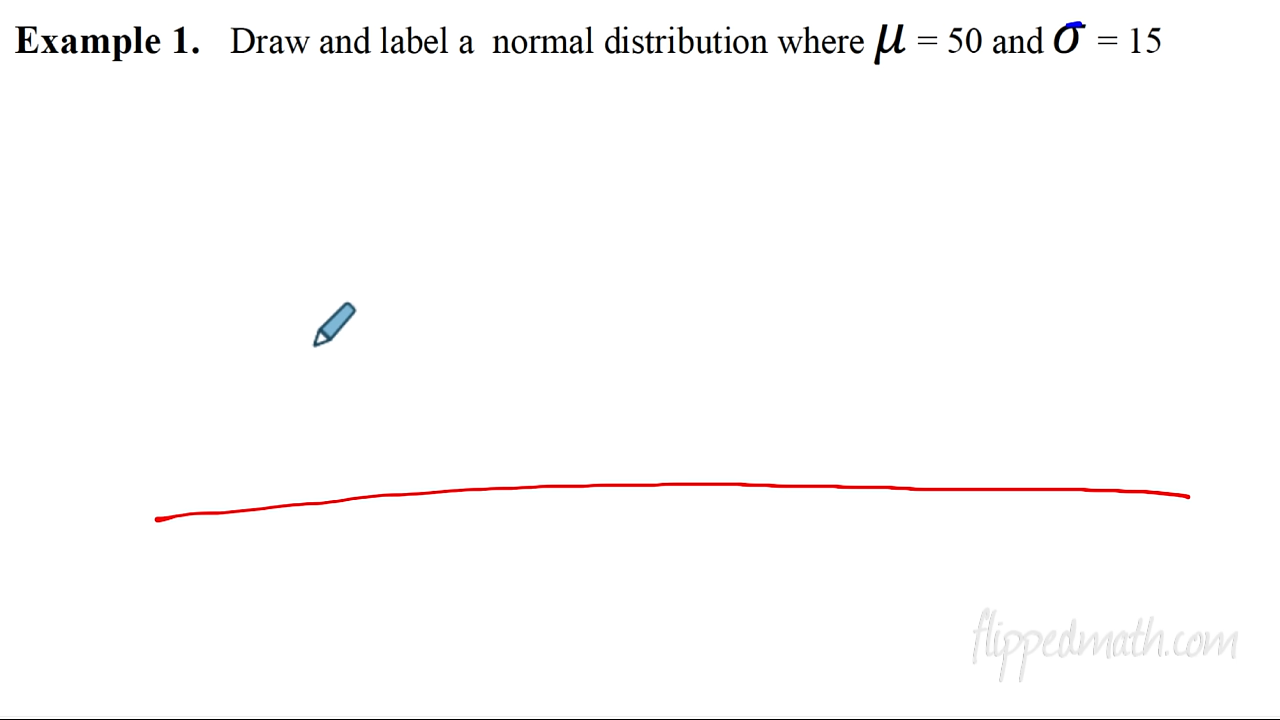 Example 1. Draw and label a normal distribution where μ = 50 and σ = 15
flippedmath.com